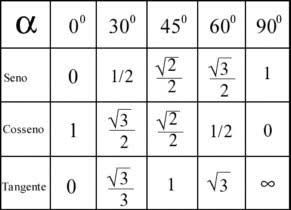 α 0⁰ 30⁰ 45⁰ 60⁰ 90⁰
Seno 0 1/2 √2/2 √3/2 1
Cosseno 1 √3/2 √2/2 1/2 0
Tangente 0 √3/3 1 √3 ∞